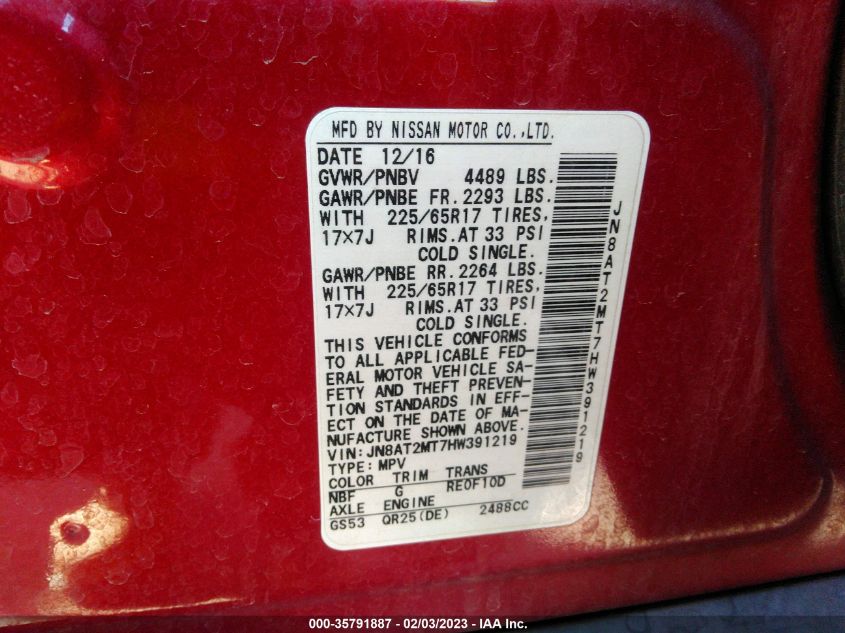 MFD BY NISSAN MOTOR CO.,LTD.
DATE 12/16
GVWR/PNBV 4489 LBS.
GAWR/PNBE FR.2293 LBS.
WITH 225/65R17 TIRES,
17×7J RIMS.AT 33 PSI
COLD SINGLE.
GAWR/PNBE RR.2264 LBS.
WITH 225/65R17 TIRES,
17×7J RIMS.AT 33 PSI
COLD SINGLE.
THIS VEHICLE CONFORMS
TO ALL APPLICABLE FED-
ERAL MOTOR VEHICLE SA-
FETY AND THEFT PREVEN-
TION STANDARDS IN EFF-
ECT ON THE DATE OF MA-
NUFACTURE SHOWN ABOVE.
VIN: JN8AT2MT7HW391219
TYPE: MPV
COLOR TRIM TRANS
NBF G RE0F10D
AXLE ENGINE
GS53 QR25(DE) 2488CC
JN8AT2MT7HW391219
000-35791887 - 02/03/2023 - IAA Inc.